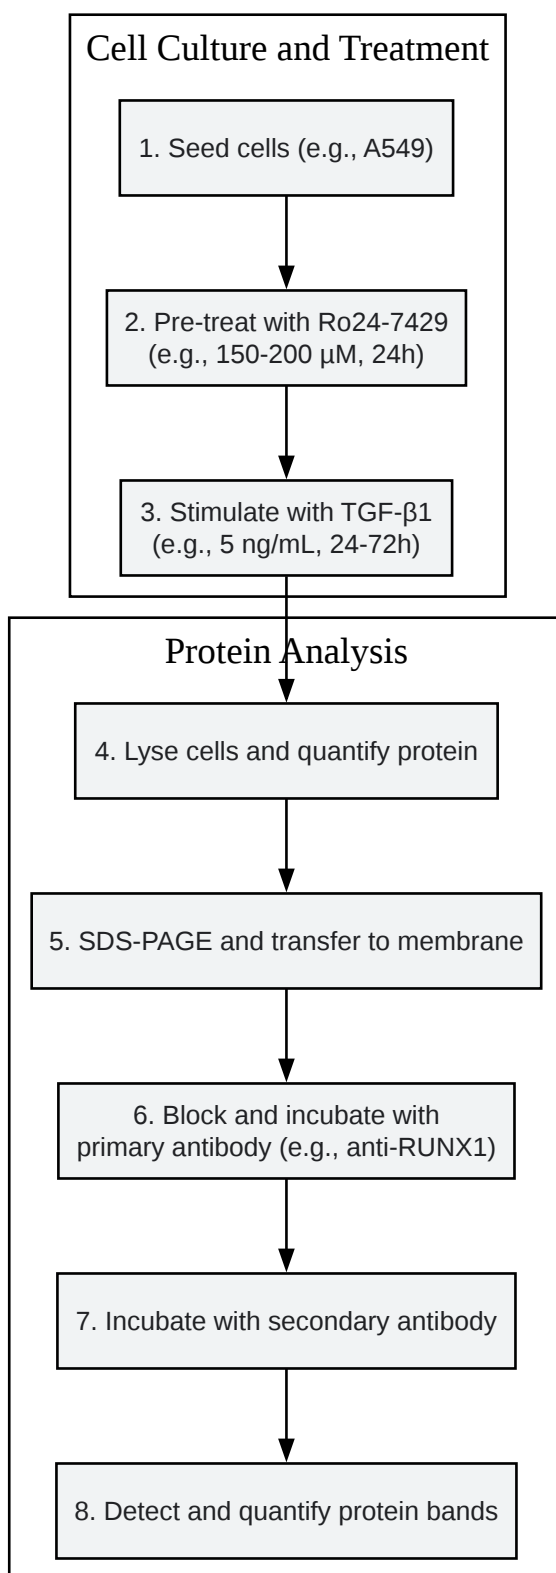 Cell Culture and Treatment
1. Seed cells (e.g., A549)
2. Pre-treat with Ro24-7429
(e.g., 150-200 µM, 24h)
3. Stimulate with TGF-β1
(e.g., 5 ng/mL, 24-72h)
Protein Analysis
4. Lyse cells and quantify protein
5. SDS-PAGE and transfer to membrane
6. Block and incubate with
primary antibody (e.g., anti-RUNX1)
7. Incubate with secondary antibody
8. Detect and quantify protein bands